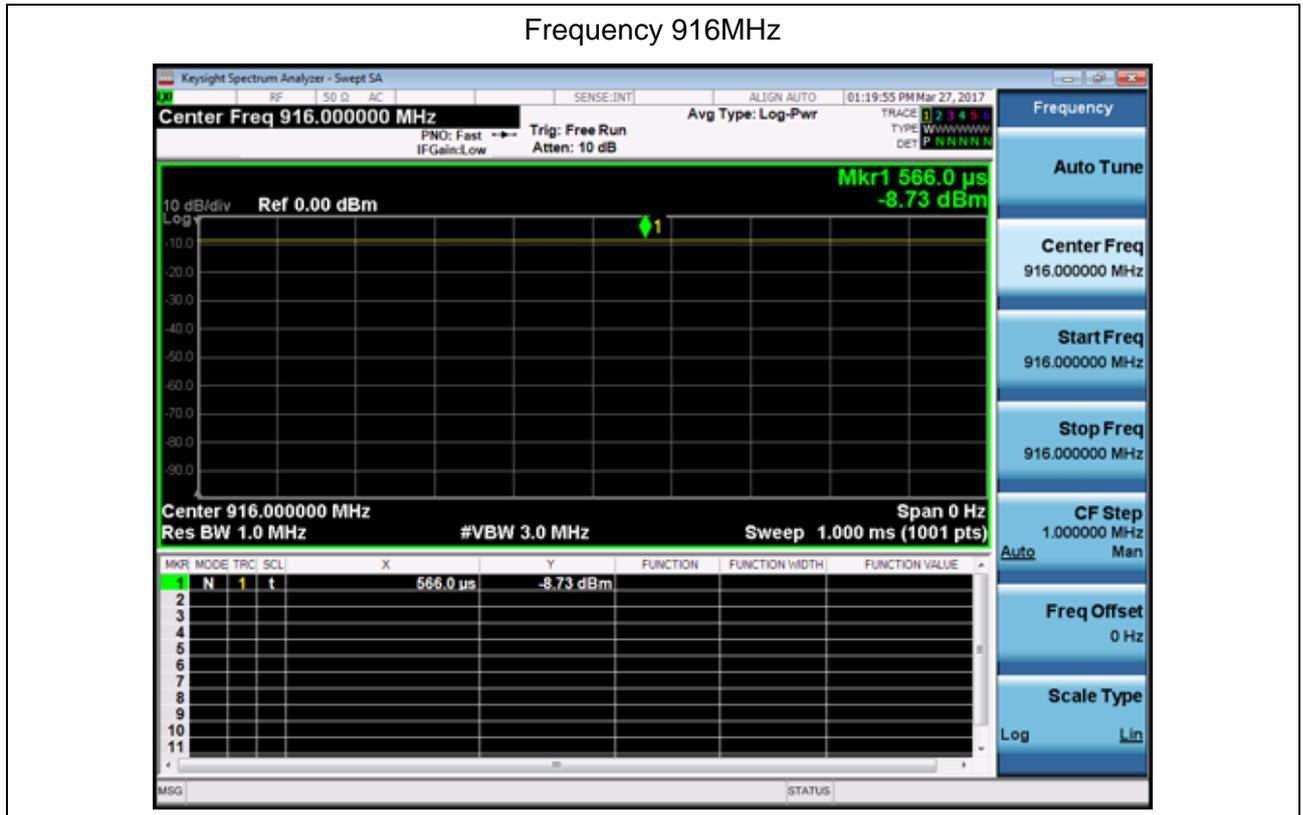 Frequency 916MHz
Keysight Spectrum Analyzer - Swept SA
RF 50 Ω AC SENSE:INT ALIGN AUTO 01:19:55 PM Mar 27, 2017
Center Freq 916.000000 MHz
PNO: Fast
IFGain:Low
Trig: Free Run
Atten: 10 dB
Avg Type: Log-Pwr
TRACE 1 2 3 4 5 6
TYPE WWWWWW
DET P N N N N N
Mkr1 566.0 µs
-8.73 dBm
10 dB/div Ref 0.00 dBm
Log
1
-10.0
-20.0
-30.0
-40.0
-50.0
-60.0
-70.0
-80.0
-90.0
Center 916.000000 MHz Span 0 Hz
Res BW 1.0 MHz #VBW 3.0 MHz Sweep 1.000 ms (1001 pts)
MKR MODE TRC SCL X Y FUNCTION FUNCTION WIDTH FUNCTION VALUE
1 N 1 t 566.0 µs -8.73 dBm
2
3
4
5
6
7
8
9
10
11
MSG STATUS
Frequency
Auto Tune
Center Freq
916.000000 MHz
Start Freq
916.000000 MHz
Stop Freq
916.000000 MHz
CF Step
1.000000 MHz
Auto Man
Freq Offset
0 Hz
Scale Type
Log Lin